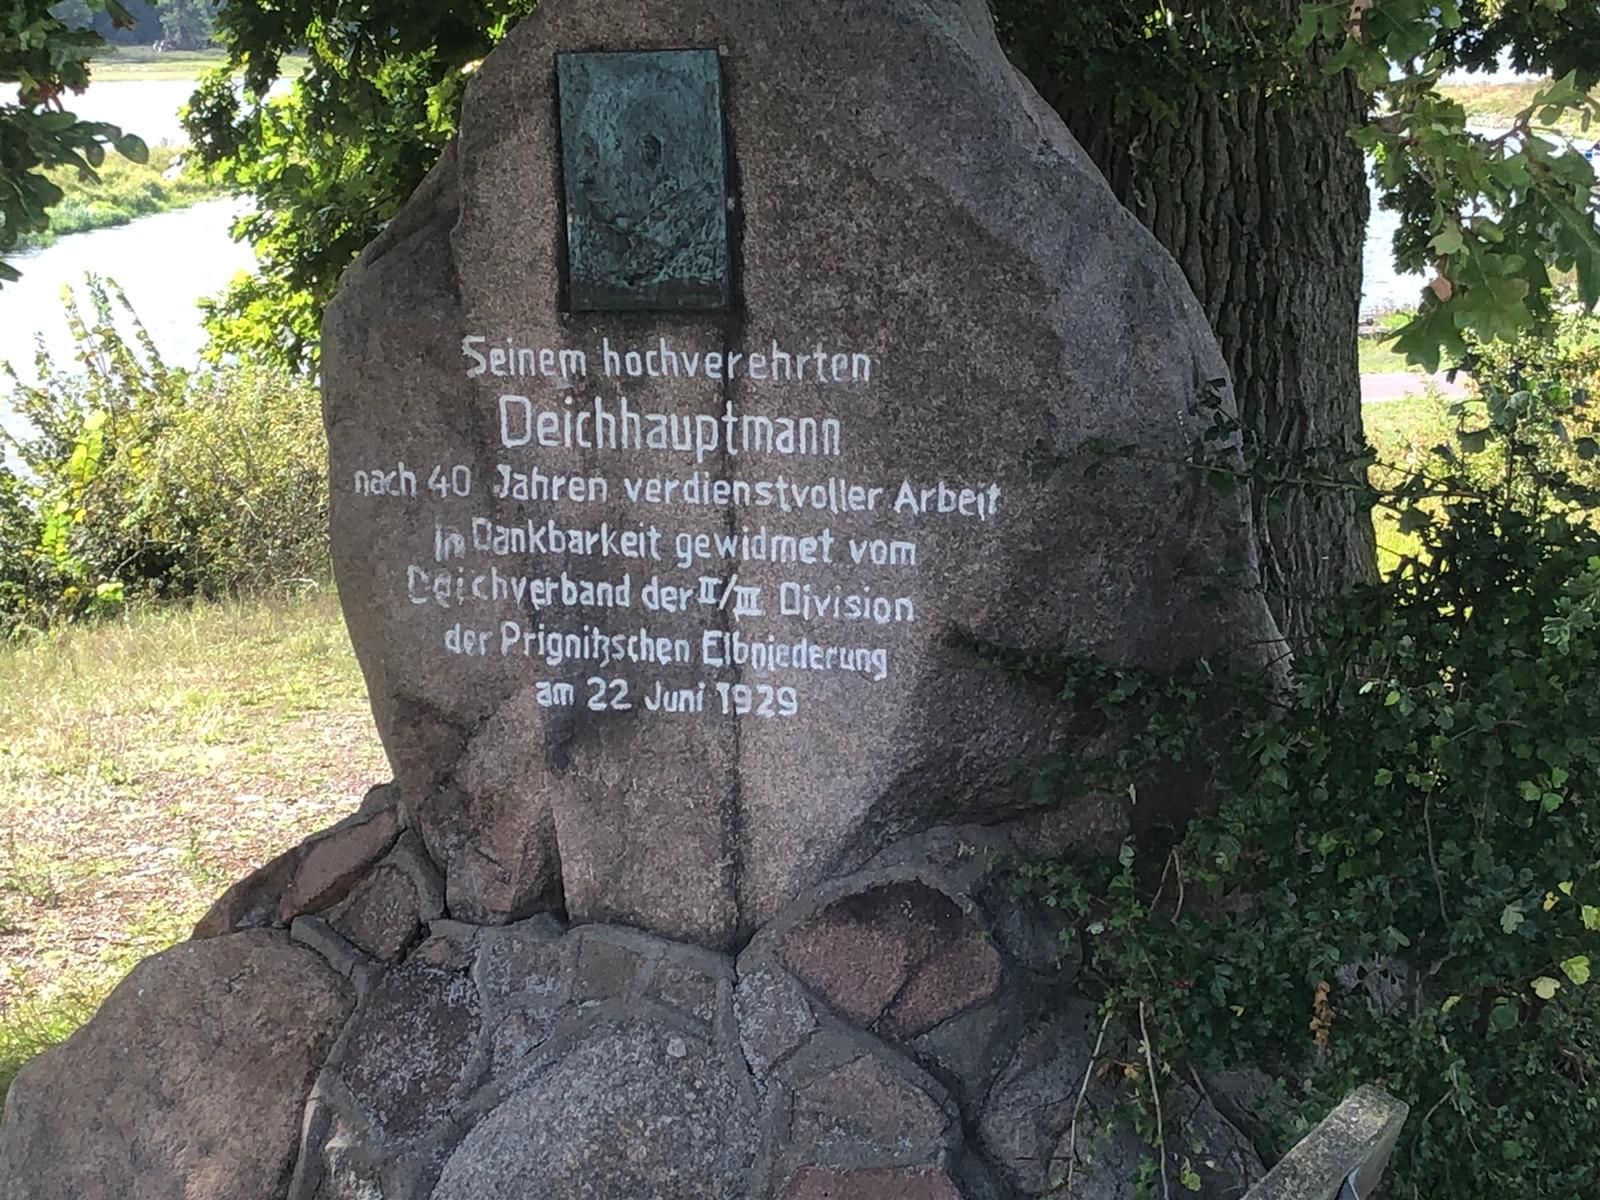 Seinem hochverehrten
Deichhauptmann
nach 40 Jahren verdienstvoller Arbeit
In Dankbarkeit gewidmet vom
Deichverband der II/III Division
der Prignitzschen Elbniederung
am 22 Juni 1929